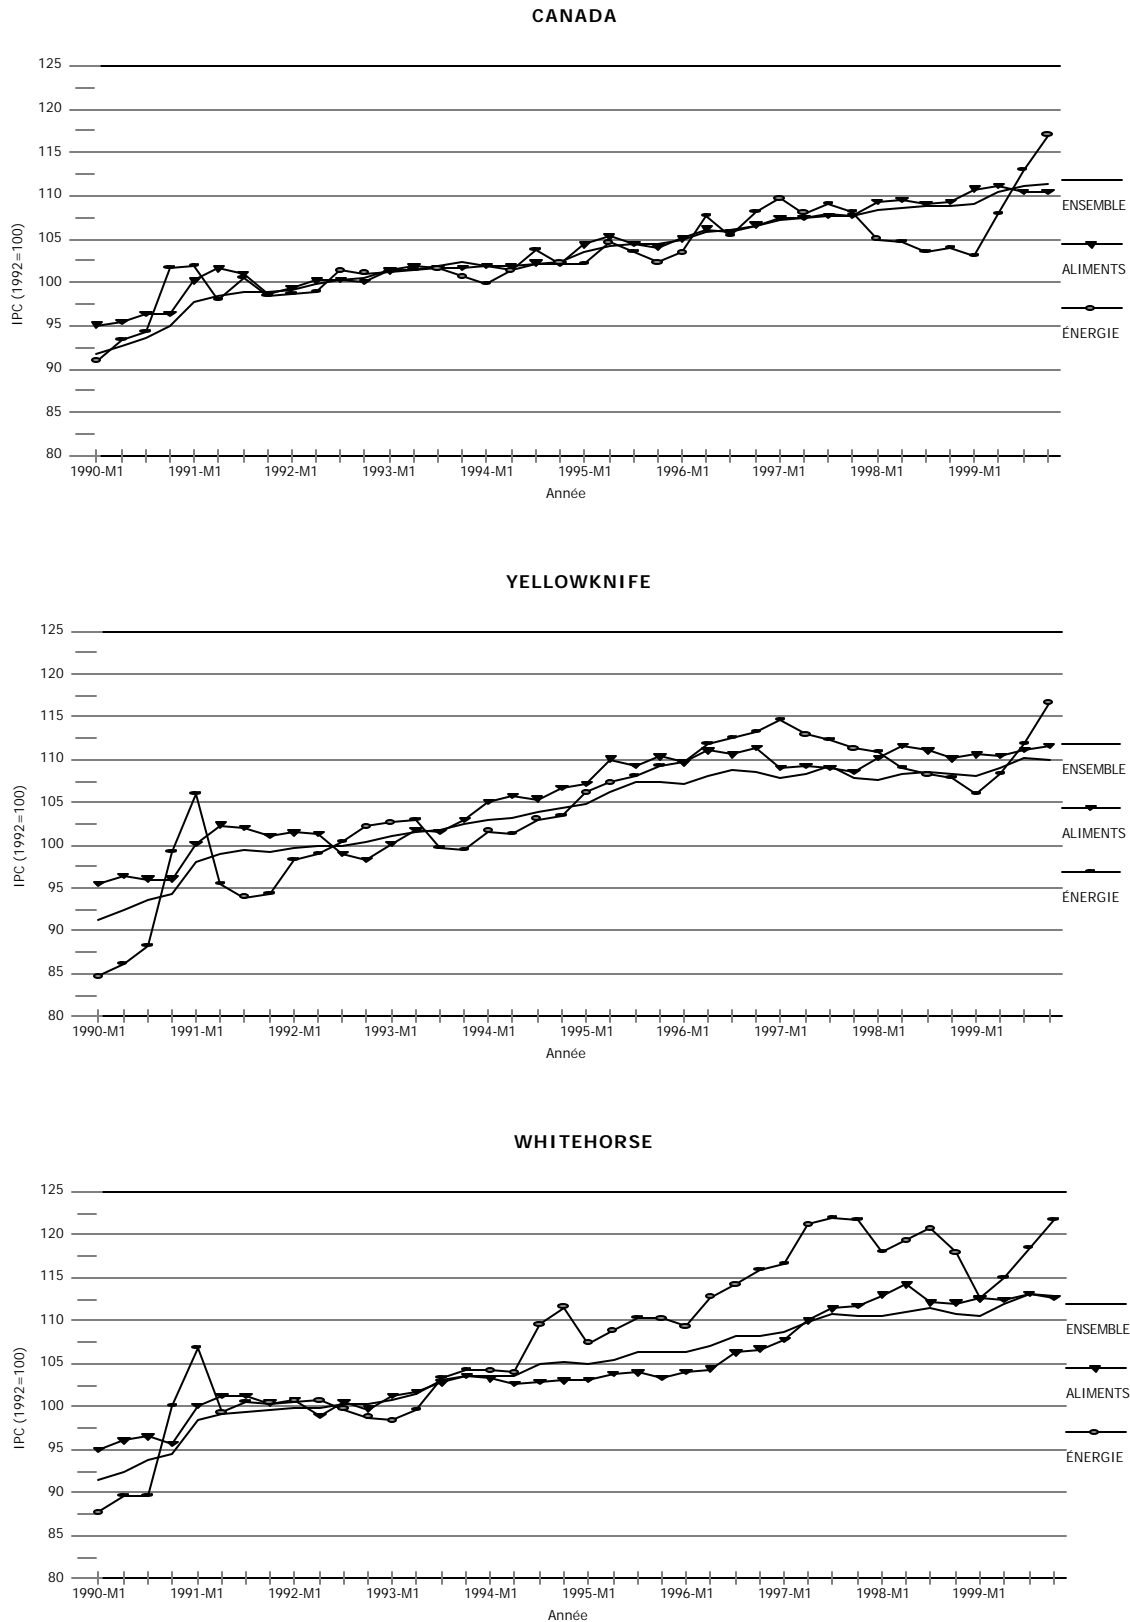 CANADA
125
120
115
110
105
100
95
90
85
80
IPC (1992=100)
1990-M1 1991-M1 1992-M1 1993-M1 1994-M1 1995-M1 1996-M1 1997-M1 1998-M1 1999-M1
Année
ENSEMBLE
ALIMENTS
ÉNERGIE
YELLOWKNIFE
125
120
115
110
105
100
95
90
85
80
IPC (1992=100)
1990-M1 1991-M1 1992-M1 1993-M1 1994-M1 1995-M1 1996-M1 1997-M1 1998-M1 1999-M1
Année
ENSEMBLE
ALIMENTS
ÉNERGIE
WHITEHORSE
125
120
115
110
105
100
95
90
85
80
IPC (1992=100)
1990-M1 1991-M1 1992-M1 1993-M1 1994-M1 1995-M1 1996-M1 1997-M1 1998-M1 1999-M1
Année
ENSEMBLE
ALIMENTS
ÉNERGIE